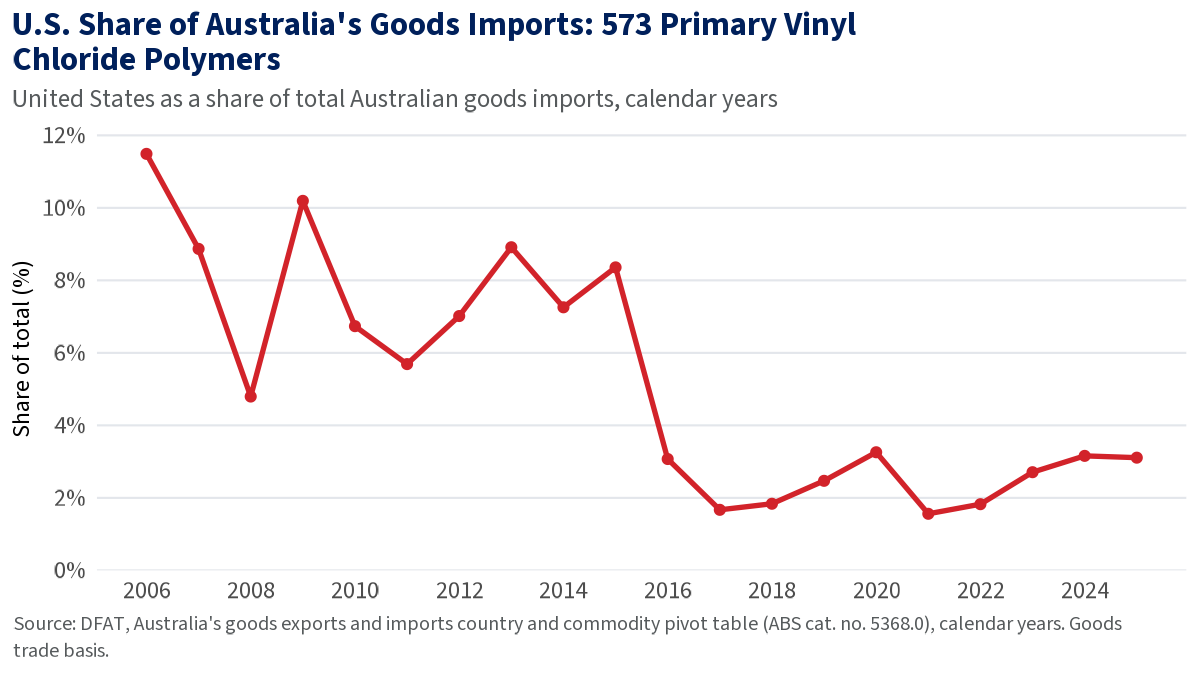 U.S. Share of Australia's Goods Imports: 573 Primary Vinyl
Chloride Polymers
United States as a share of total Australian goods imports, calendar years
Share of total (%)
12%
10%
8%
6%
4%
2%
0%
2006 2008 2010 2012 2014 2016 2018 2020 2022 2024
Source: DFAT, Australia's goods exports and imports country and commodity pivot table (ABS cat. no. 5368.0), calendar years. Goods
trade basis.